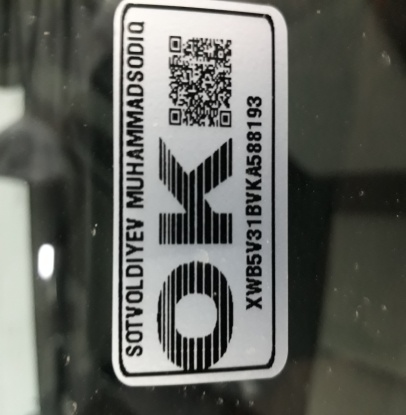 SOTVOLDIYEV MUHAMMADSODIQ
OK
XWB5V31BVKA588193